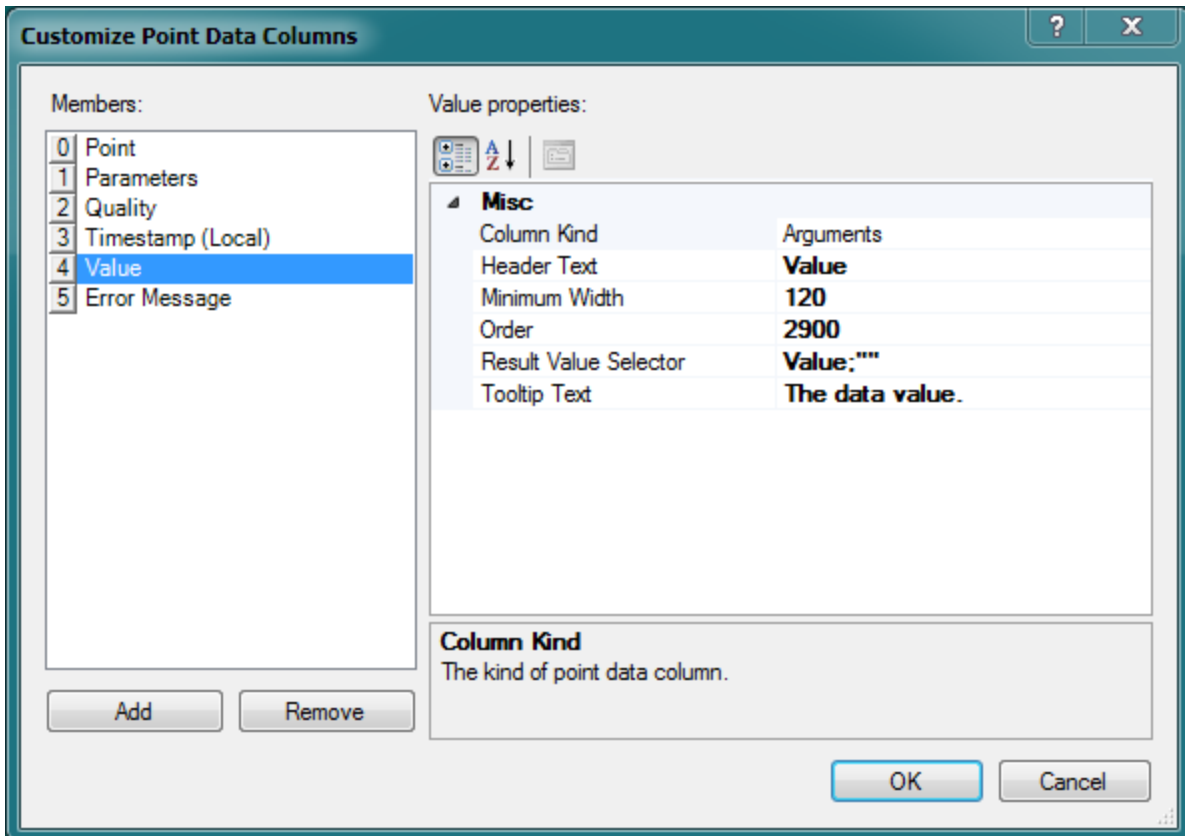 Customize Point Data Columns
Members:
0 Point
1 Parameters
2 Quality
3 Timestamp (Local)
4 Value
5 Error Message
Add Remove
Value properties:
A Z
Misc
Column Kind Arguments
Header Text Value
Minimum Width 120
Order 2900
Result Value Selector Value;""
Tooltip Text The data value.
Column Kind
The kind of point data column.
OK Cancel